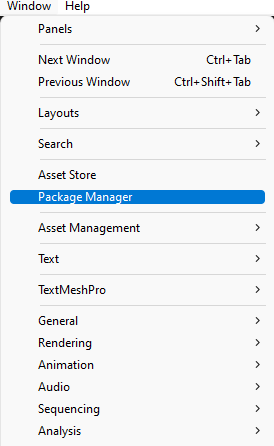 Window Help
Panels
Next Window Ctrl+Tab
Previous Window Ctrl+Shift+Tab
Layouts
Search
Asset Store
Package Manager
Asset Management
Text
TextMeshPro
General
Rendering
Animation
Audio
Sequencing
Analysis